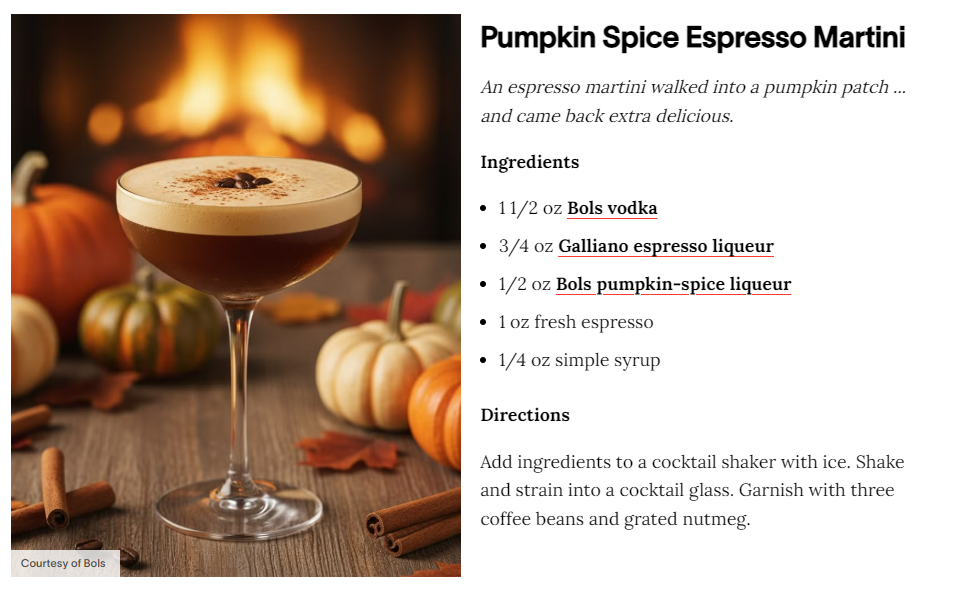 Pumpkin Spice Espresso Martini
An espresso martini walked into a pumpkin patch ...
and came back extra delicious.
Ingredients
• 1 1/2 oz Bols vodka
• 3/4 oz Galliano espresso liqueur
• 1/2 oz Bols pumpkin-spice liqueur
• 1 oz fresh espresso
• 1/4 oz simple syrup
Directions
Add ingredients to a cocktail shaker with ice. Shake
and strain into a cocktail glass. Garnish with three
coffee beans and grated nutmeg.
Courtesy of Bols